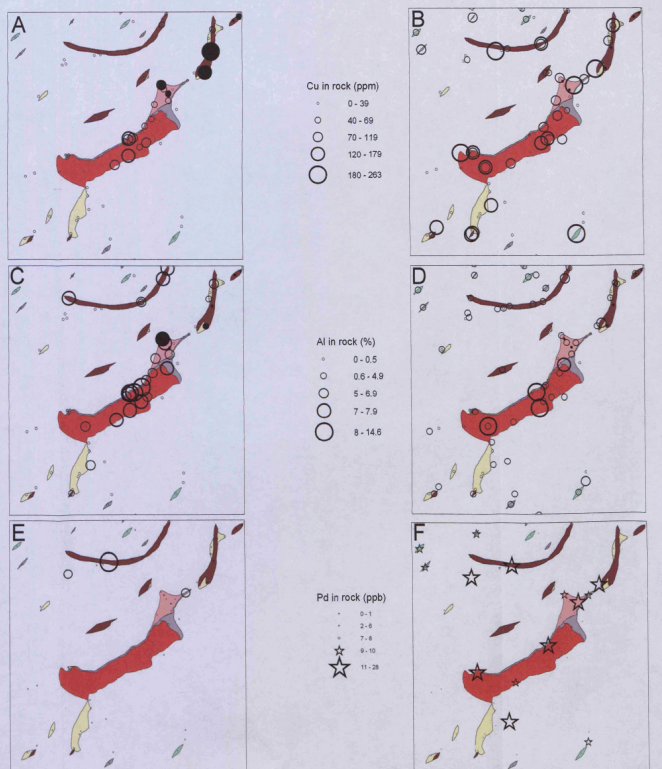 A
B
Cu in rock (ppm)
0 - 39
40 - 69
70 - 119
120 - 179
180 - 263
C
D
Al in rock (%)
0 - 0.5
0.6 - 4.9
5 - 6.9
7 - 7.9
8 - 14.6
E
F
Pd in rock (ppb)
0 - 1
2 - 6
7 - 8
9 - 10
11 - 28